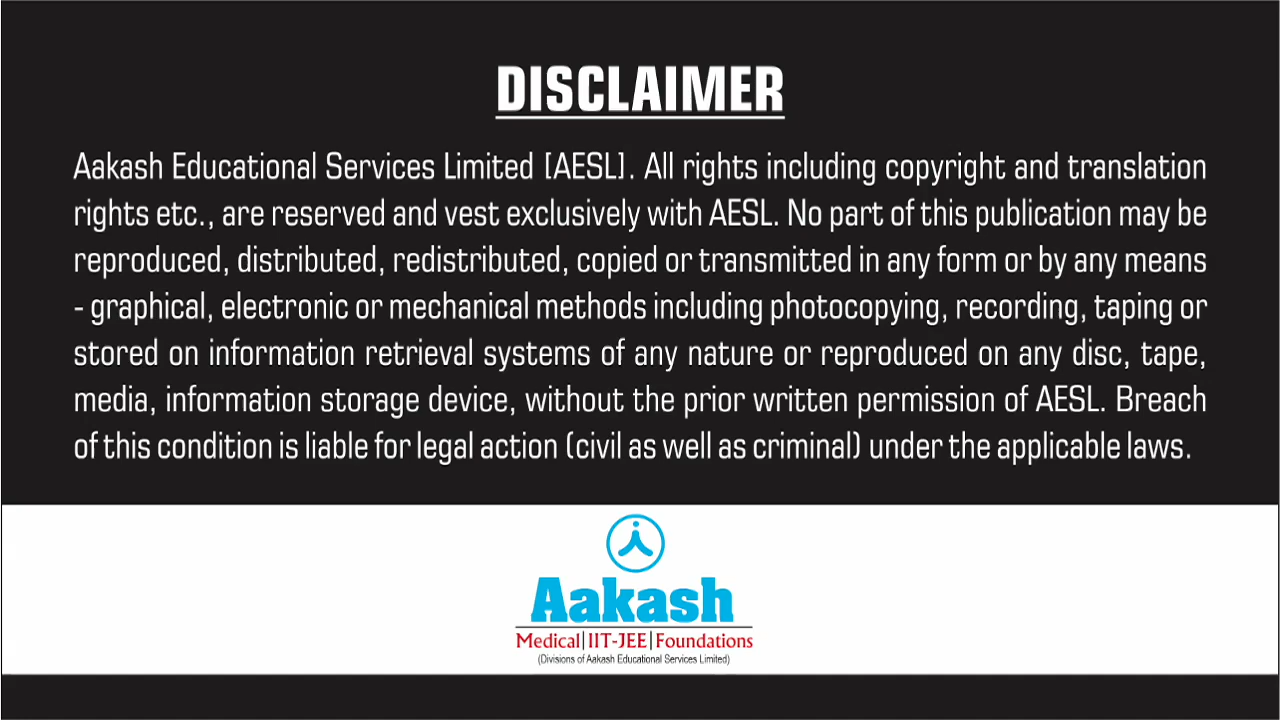 DISCLAIMER
Aakash Educational Services Limited [AESL]. All rights including copyright and translation
rights etc., are reserved and vest exclusively with AESL. No part of this publication may be
reproduced, distributed, redistributed, copied or transmitted in any form or by any means
- graphical, electronic or mechanical methods including photocopying, recording, taping or
stored on information retrieval systems of any nature or reproduced on any disc, tape,
media, information storage device, without the prior written permission of AESL. Breach
of this condition is liable for legal action (civil as well as criminal) under the applicable laws.
Aakash
Medical|IIT-JEE|Foundations
(Divisions of Aakash Educational Services Limited)